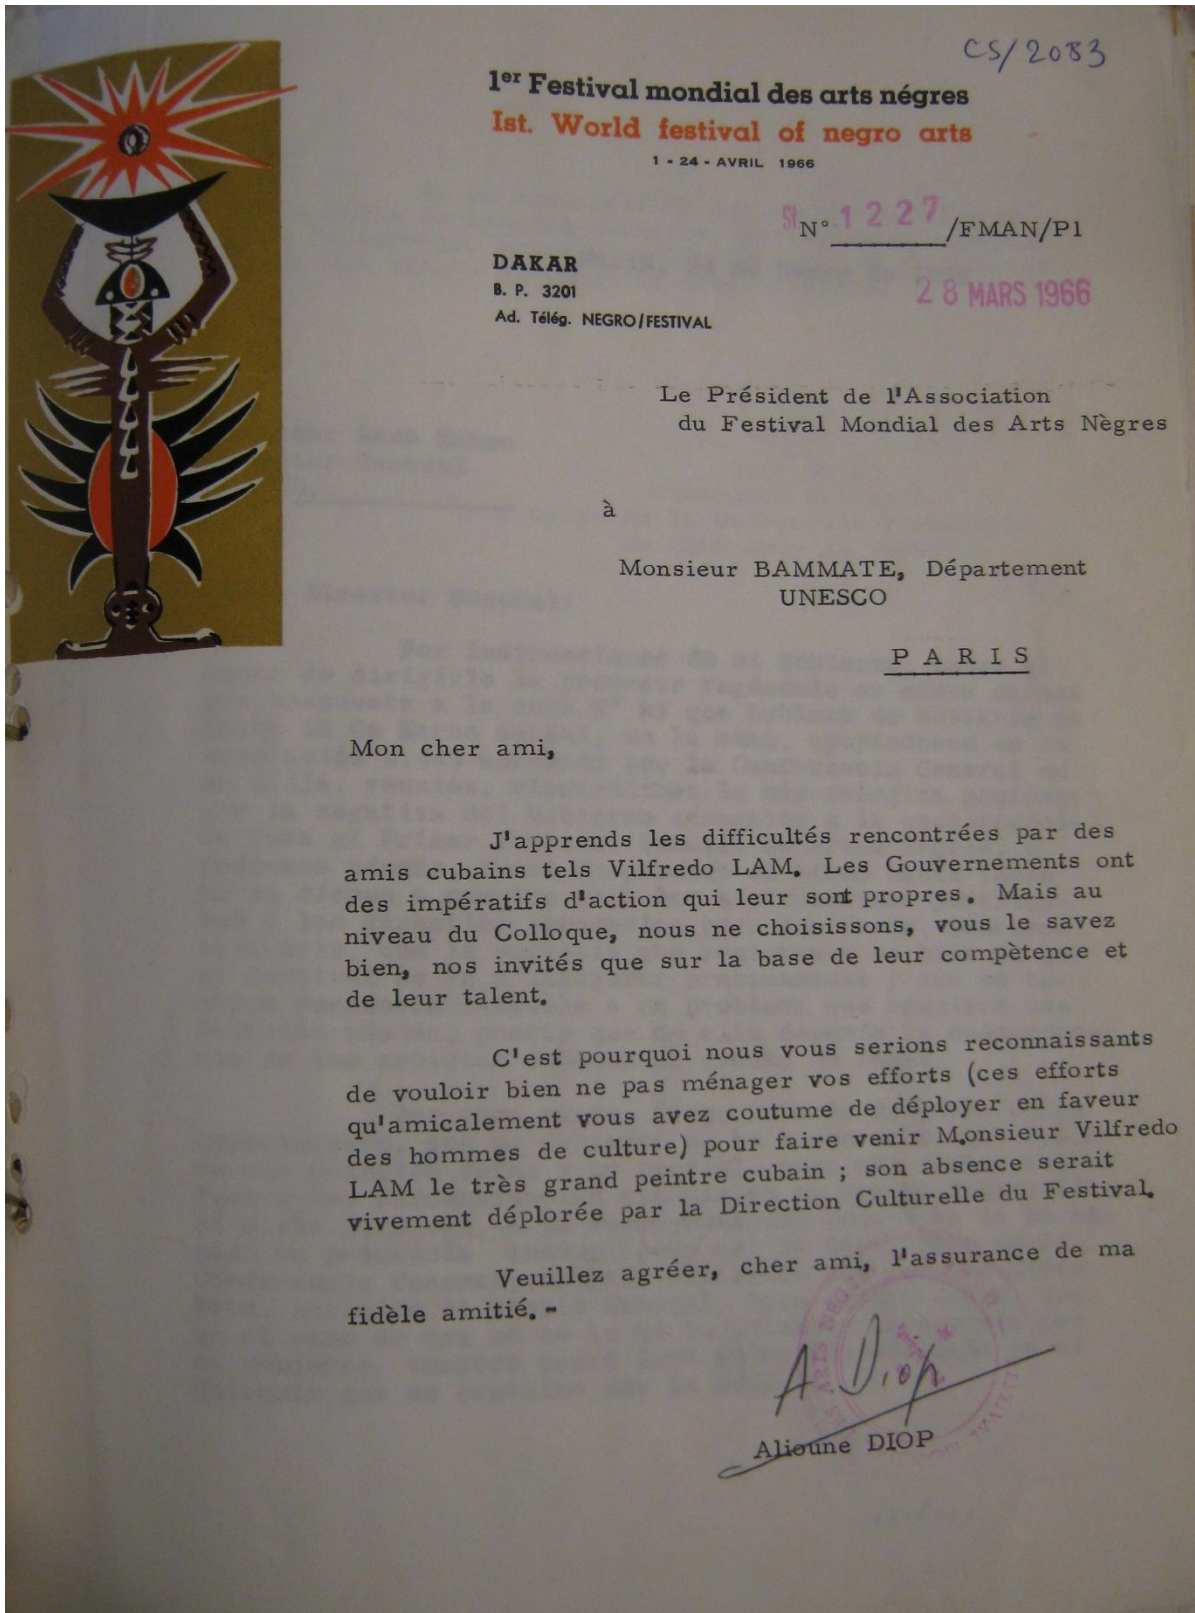 CS/2083
1er Festival mondial des arts négres
Ist. World festival of negro arts
1 - 24 - AVRIL 1966
N° 1227 /FMAN/P1
DAKAR
B. P. 3201
Ad. Télég. NEGRO/FESTIVAL
28 MARS 1966
Le Président de l'Association
du Festival Mondial des Arts Nègres
à
Monsieur BAMMATE, Département
UNESCO
PARIS
Mon cher ami,
J'apprends les difficultés rencontrées par des
amis cubains tels Vilfredo LAM. Les Gouvernements ont
des impératifs d'action qui leur sont propres. Mais au
niveau du Colloque, nous ne choisissons, vous le savez
bien, nos invités que sur la base de leur compètence et
de leur talent.
C'est pourquoi nous vous serions reconnaissants
de vouloir bien ne pas ménager vos efforts (ces efforts
qu'amicalement vous avez coutume de déployer en faveur
des hommes de culture) pour faire venir Monsieur Vilfredo
LAM le très grand peintre cubain ; son absence serait
vivement déplorée par la Direction Culturelle du Festival.
Veuillez agréer, cher ami, l'assurance de ma
fidèle amitié. -
A Diop
Alioune DIOP